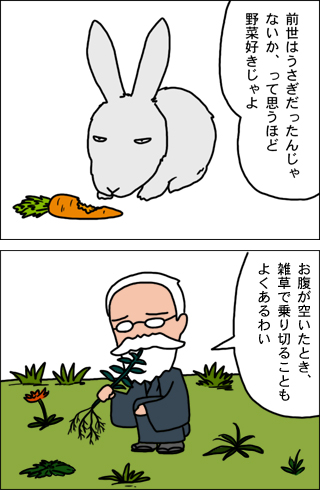 前世はうさぎだったんじゃ
ないか、って思うほど
野菜好きじゃよ
お腹が空いたとき、
雑草で乗り切ることも
よくあるわい